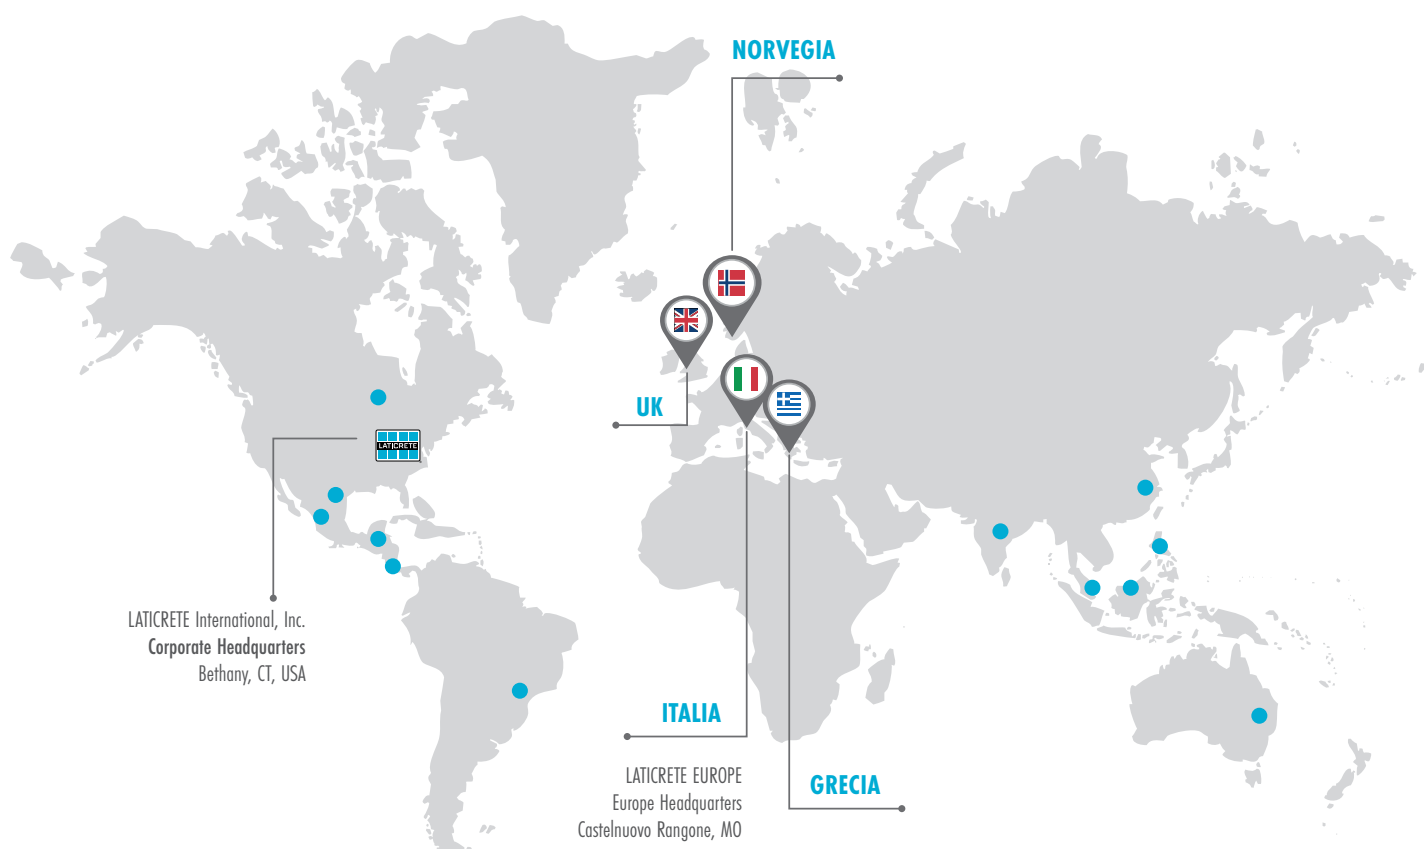 NORVEGIA
UK
LATICRETE
LATICRETE International, Inc.
Corporate Headquarters
Bethany, CT, USA
ITALIA
LATICRETE EUROPE
Europe Headquarters
Castelnuovo Rangone, MO
GRECIA